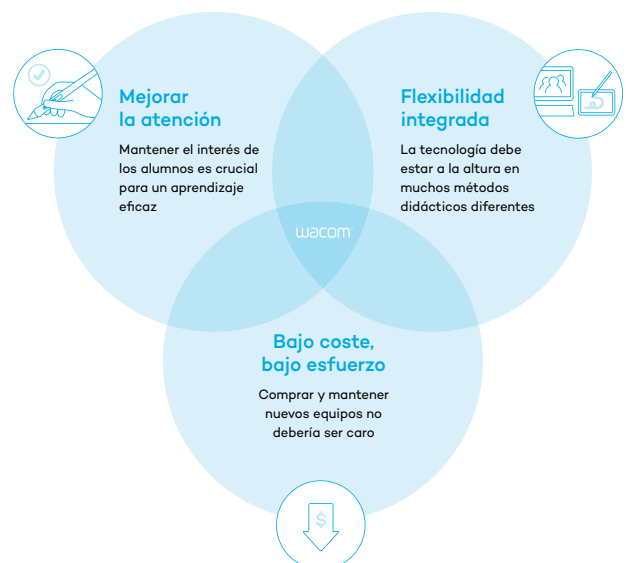 Mejorar
la atención
Mantener el interés de
los alumnos es crucial
para un aprendizaje
eficaz
Flexibilidad
integrada
La tecnología debe
estar a la altura en
muchos métodos
didácticos diferentes
wacom
Bajo coste,
bajo esfuerzo
Comprar y mantener
nuevos equipos no
debería ser caro
$